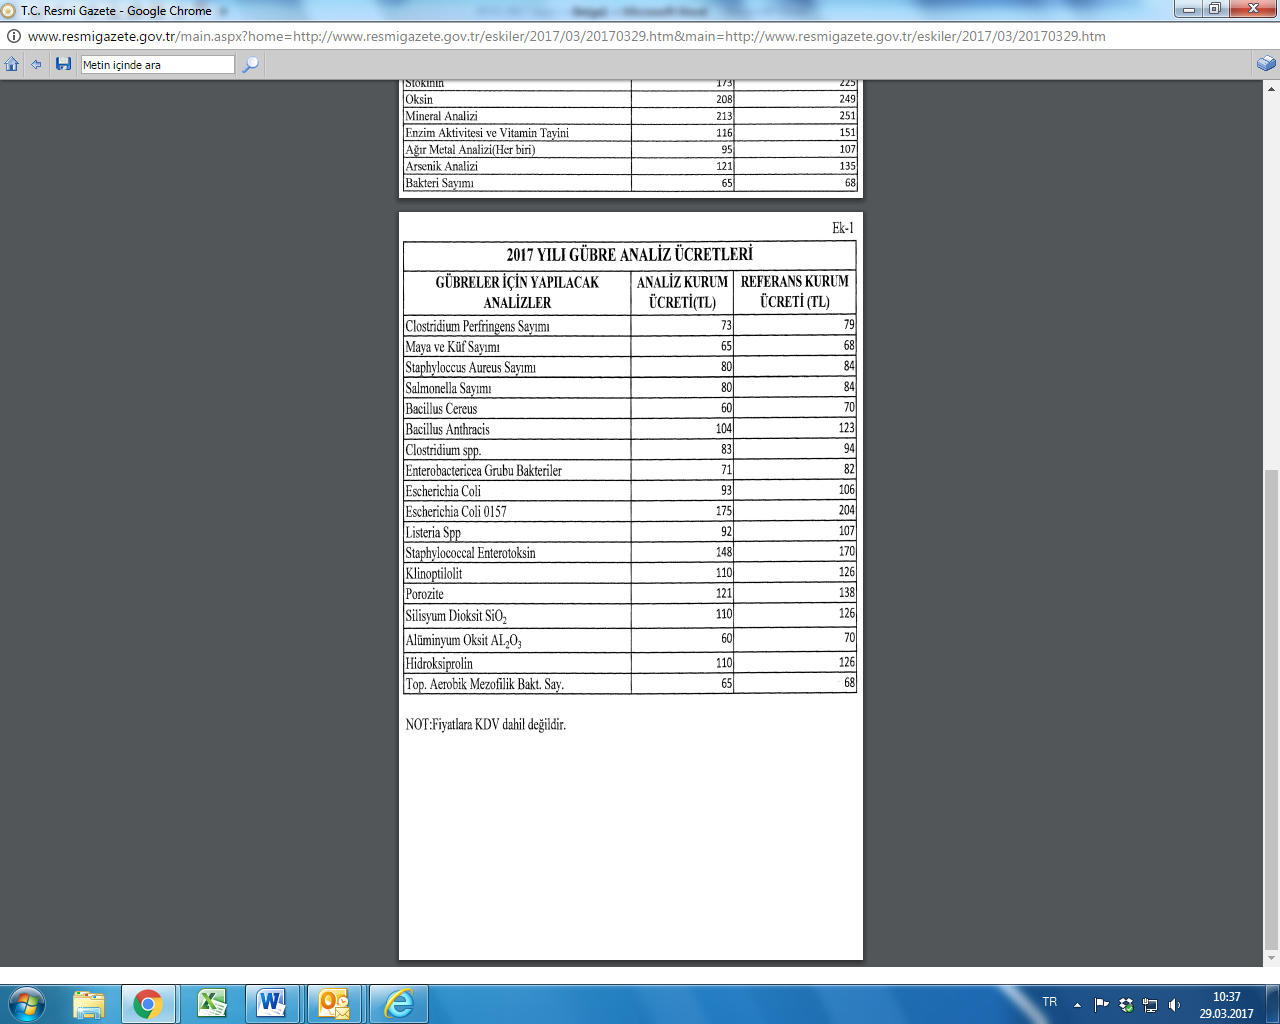 T.C. Resmi Gazete - Google Chrome
www.resmigazete.gov.tr/main.aspx?home=http://www.resmigazete.gov.tr/eskiler/2017/03/20170329.htm&main=http://www.resmigazete.gov.tr/eskiler/2017/03/20170329.htm
Metin içinde ara
Stokinin 173 225
Oksin 208 249
Mineral Analizi 213 251
Enzim Aktivitesi ve Vitamin Tayini 116 151
Ağır Metal Analizi(Her biri) 95 107
Arsenik Analizi 121 135
Bakteri Sayımı 65 68
Ek-1
2017 YILI GÜBRE ANALİZ ÜCRETLERİ
GÜBRELER İÇİN YAPILACAK ANALİZ KURUM REFERANS KURUM
ANALİZLER ÜCRETİ(TL) ÜCRETİ (TL)
Clostridium Perfringens Sayımı 73 79
Maya ve Küf Sayımı 65 68
Staphyloccus Aureus Sayımı 80 84
Salmonella Sayımı 80 84
Bacillus Cereus 60 70
Bacillus Anthracis 104 123
Clostridium spp. 83 94
Enterobactericea Grubu Bakteriler 71 82
Escherichia Coli 93 106
Escherichia Coli 0157 175 204
Listeria Spp 92 107
Staphylococcal Enterotoksin 148 170
Klinoptilolit 110 126
Porozite 121 138
Silisyum Dioksit SiO₂ 110 126
Alüminyum Oksit AL₂O₃ 60 70
Hidroksiprolin 110 126
Top. Aerobik Mezofilik Bakt. Say. 65 68
NOT:Fiyatlara KDV dahil değildir.
TR
10:37
29.03.2017